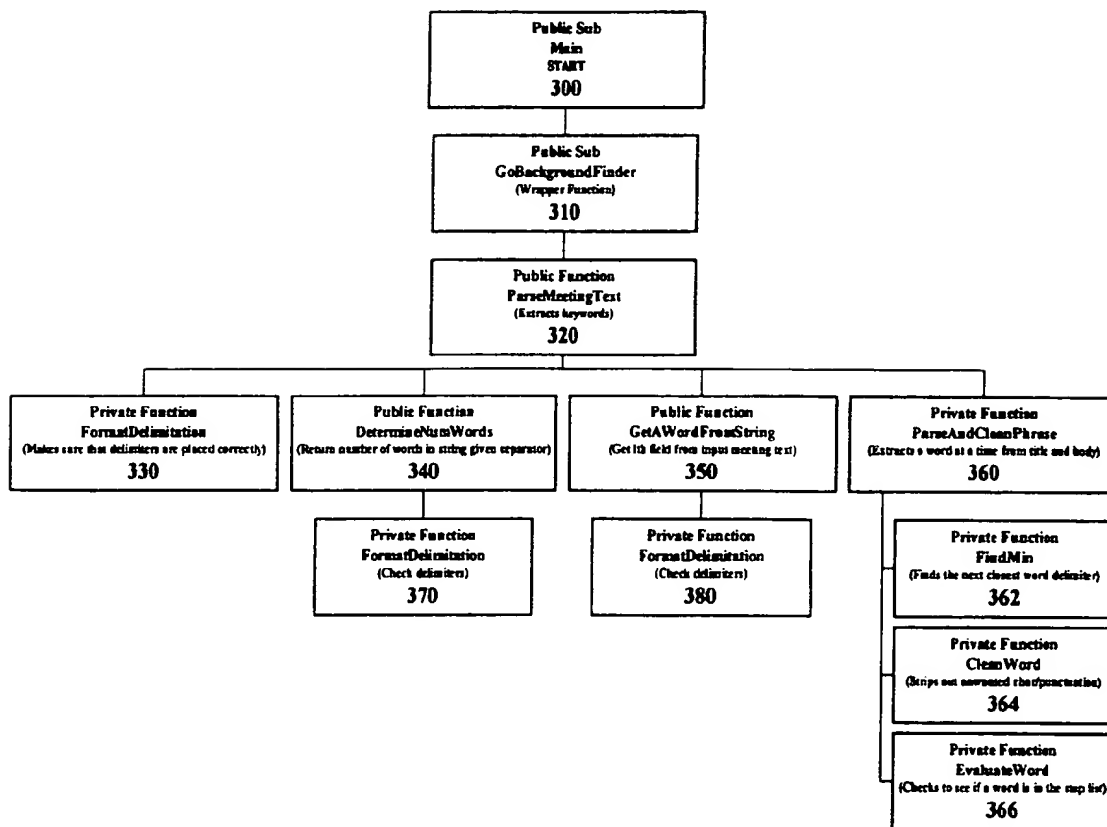 Public Sub
Main
START
300
Public Sub
GoBackgroundFinder
(Wrapper Function)
310
Public Function
ParseMeetingText
(Extracts keywords)
320
Private Function
FormatDelimitation
(Makes sure that delimiters are placed correctly)
330
Public Function
DetermineNumWords
(Return number of words in string given separator)
340
Public Function
GetAWordFromString
(Get ith field from input meeting text)
350
Private Function
ParseAndCleanPhrase
(Extracts a word at a time from title and body)
360
Private Function
FormatDelimitation
(Check delimiters)
370
Private Function
FormatDelimitation
(Check delimiters)
380
Private Function
FindMin
(Finds the next closest word delimiter)
362
Private Function
CleanWord
(Strips out unwanted char/punctuation)
364
Private Function
EvaluateWord
(Checks to see if a word is in the stop list)
366